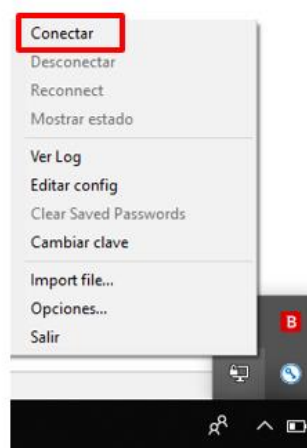 Conectar
Desconectar
Reconnect
Mostrar estado
Ver Log
Editar config
Clear Saved Passwords
Cambiar clave
Import file...
Opciones...
Salir
B